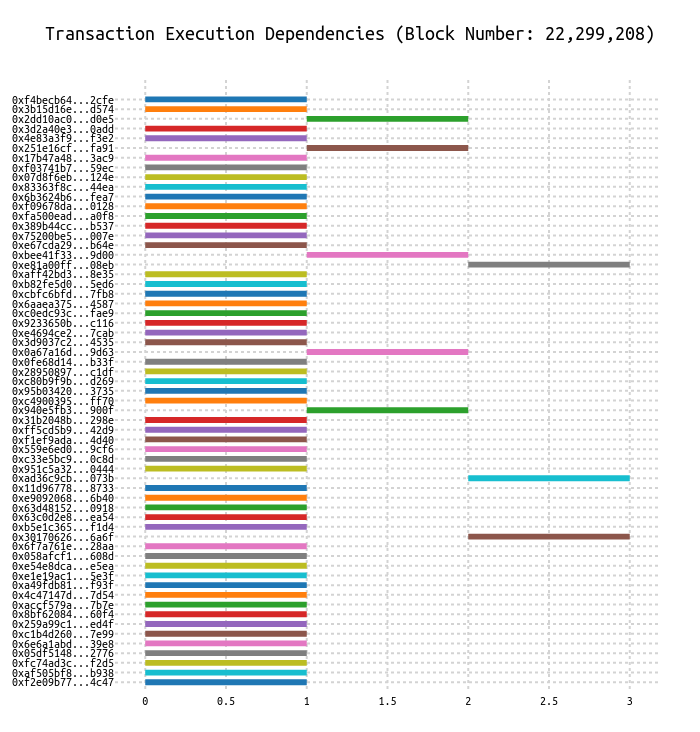 Transaction Execution Dependencies (Block Number: 22,299,208)
0xf4becb64...2cfe
0x3b15d16e...d574
0x2dd10ac0...d0e5
0x3d2a40e3...0add
0x4e83a3f9...f3e2
0x251e16cf...fa91
0x17b47a48...3ac9
0xf03741b7...59ec
0x07d8f6eb...124e
0x83363f8c...44ea
0x6b3624b6...fea7
0xf09678da...0128
0xfa500ead...a0f8
0x389b44cc...b537
0x75200be5...007e
0xe67cda29...b64e
0xbee41f33...9d00
0xe81a00ff...08eb
0xaff42bd3...8e35
0xb82fe5d0...5ed6
0xcbfc6bfd...7fb8
0x6aaea375...4587
0xc0edc93c...fae9
0x9233650b...c116
0xe4694ce2...7cab
0x3d9037c2...4535
0x0a67a16d...9d63
0x0fe68d14...b33f
0x28950897...c1df
0xc80b9f9b...d269
0x95b03420...3735
0xc4900395...ff70
0x940e5fb3...900f
0x31b2048b...298e
0xff5cd5b9...42d9
0xf1ef9ada...4d40
0x559e6ed0...9cf6
0xc33e5bc9...0c8d
0x951c5a32...0444
0xad36c9cb...073b
0x11d96778...8733
0xe9092068...6b40
0x63d48152...0918
0x63c0d2e8...ea54
0xb5e1c365...f1d4
0x30170626...6a6f
0x6f7a761e...28aa
0x058afcf1...608d
0xe54e8dca...e5ea
0xe1e19ac1...5e3f
0xa49fdb81...f93f
0x4c47147d...7d54
0xaccf579a...7b7e
0x8bf62084...60f4
0x259a99c1...ed4f
0xc1b4d260...7e99
0x6e6a1abd...39e8
0x05df5148...2776
0xfc74ad3c...f2d5
0xaf505bf8...b938
0xf2e09b77...4c47
0 0.5 1 1.5 2 2.5 3